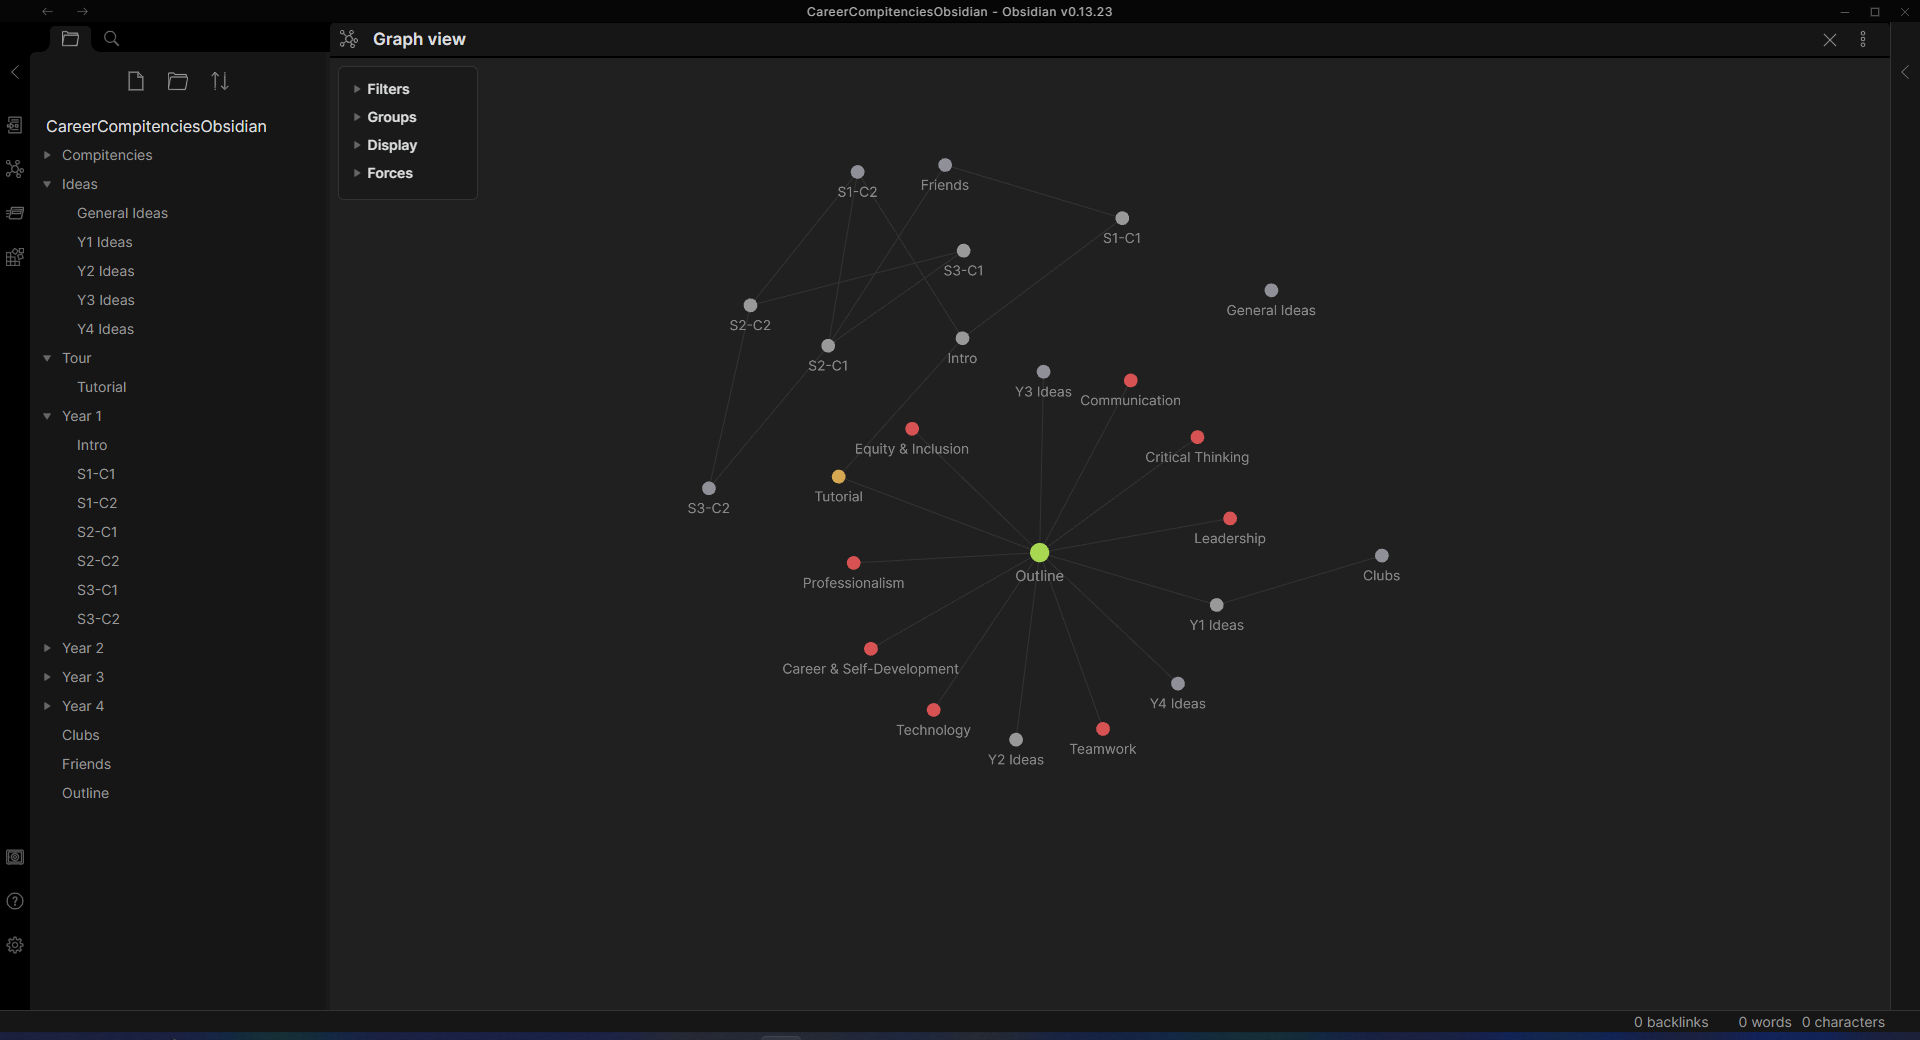 CareerCompitenciesObsidian - Obsidian v0.13.23
Graph view
CareerCompitenciesObsidian
Compitencies
Ideas
General Ideas
Y1 Ideas
Y2 Ideas
Y3 Ideas
Y4 Ideas
Tour
Tutorial
Year 1
Intro
S1-C1
S1-C2
S2-C1
S2-C2
S3-C1
S3-C2
Year 2
Year 3
Year 4
Clubs
Friends
Outline
Filters
Groups
Display
Forces
Friends
S1-C2
S1-C1
S3-C1
General Ideas
S2-C2
Intro
S2-C1
Y3 Ideas
Communication
Equity & Inclusion
Critical Thinking
Tutorial
S3-C2
Leadership
Outline
Clubs
Professionalism
Y1 Ideas
Career & Self-Development
Y4 Ideas
Technology
Teamwork
Y2 Ideas
0 backlinks 0 words 0 characters